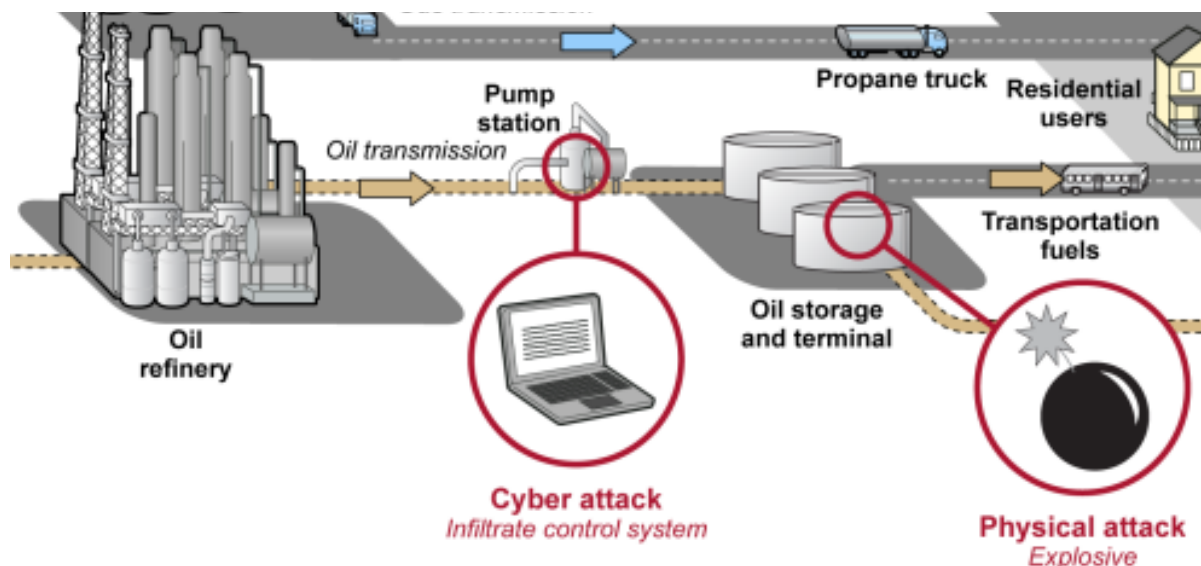 transmission
Propane truck
Residential
users
Pump
station
Oil transmission
Transportation
fuels
Oil storage
and terminal
Oil
refinery
Cyber attack
Infiltrate control system
Physical attack
Explosive